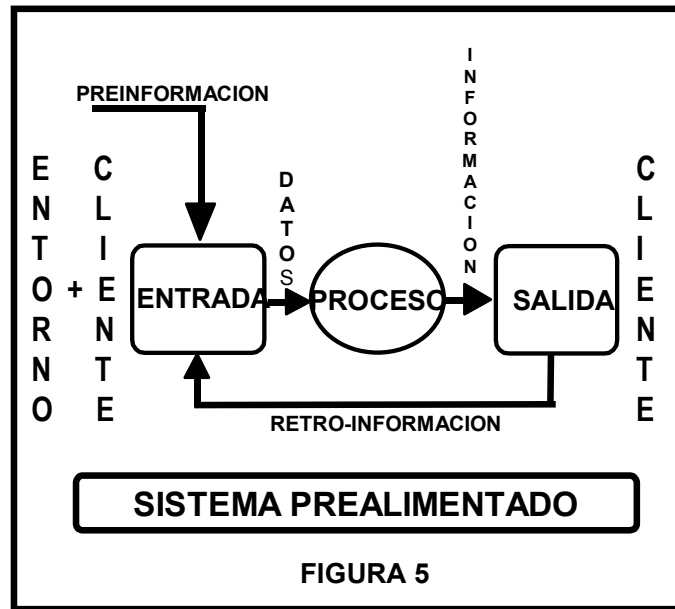 PREINFORMACION
ENTORNO
+
CLIENTE
ENTRADA
DATOS
PROCESO
INFORMACION
SALIDA
CLIENTE
RETRO-INFORMACION
SISTEMA PREALIMENTADO
FIGURA 5